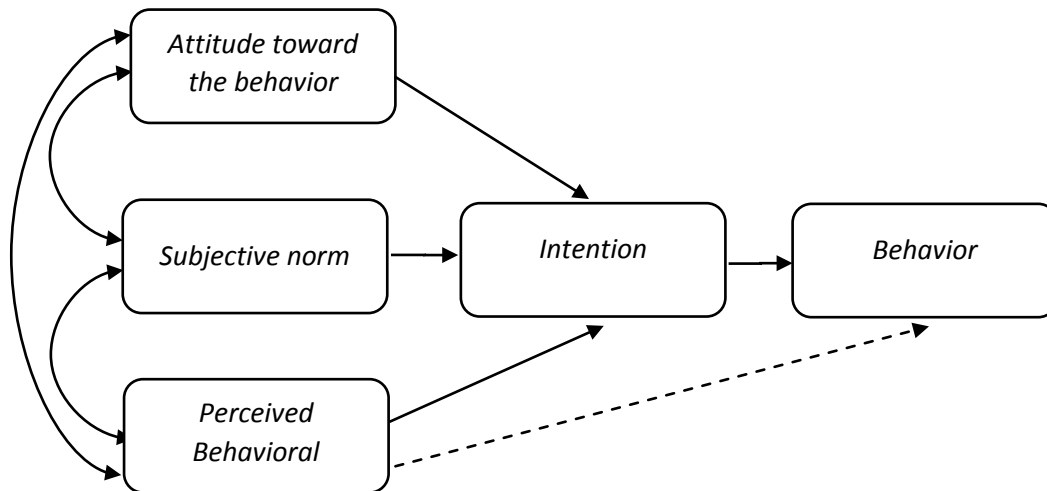 Attitude toward
the behavior
Subjective norm
Intention
Behavior
Perceived
Behavioral